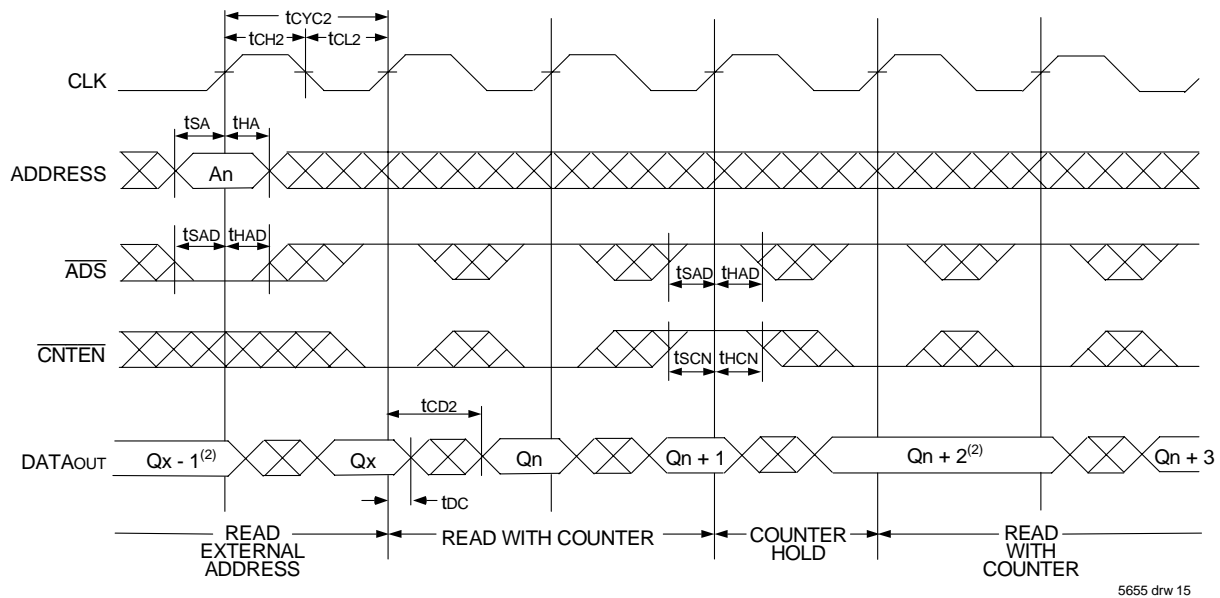 tCYC2
tCH2 tCL2
CLK
tSA tHA
ADDRESS An
tSAD tHAD
ADS
tSAD tHAD
CNTEN
tSCN tHCN
tCD2
DATAOUT Qx - 1(2) Qx Qn Qn + 1 Qn + 2(2) Qn + 3
tDC
READ EXTERNAL ADDRESS
READ WITH COUNTER
COUNTER HOLD
READ WITH COUNTER
5655 drw 15